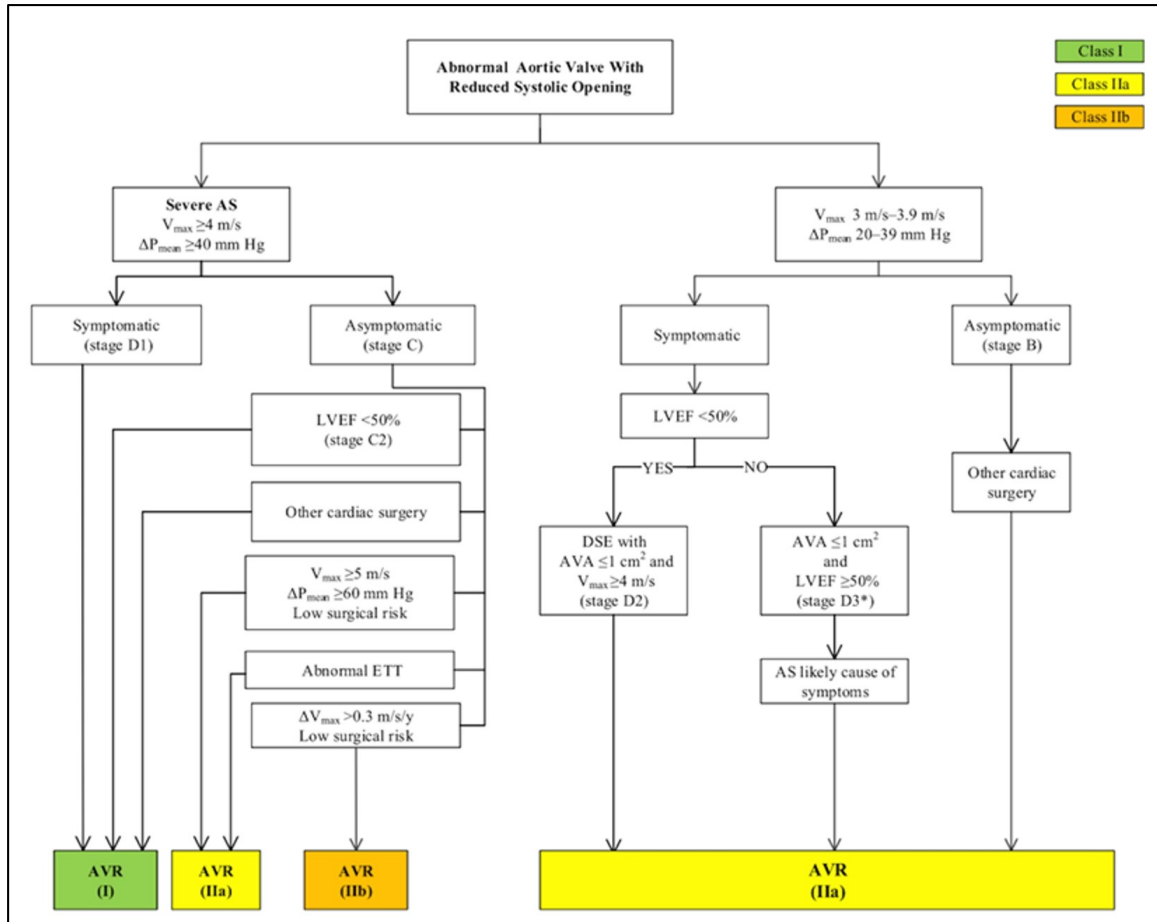 Abnormal Aortic Valve With
Reduced Systolic Opening
Class I
Class IIa
Class IIb
Severe AS
Vmax ≥4 m/s
ΔPmean ≥40 mm Hg
Vmax 3 m/s–3.9 m/s
ΔPmean 20–39 mm Hg
Symptomatic
(stage D1)
Asymptomatic
(stage C)
Symptomatic
Asymptomatic
(stage B)
LVEF <50%
(stage C2)
LVEF <50%
YES
NO
Other cardiac
surgery
Other cardiac surgery
DSE with
AVA ≤1 cm²and
Vmax≥4 m/s
(stage D2)
AVA ≤1 cm²
and
LVEF ≥50%
(stage D3*)
Vmax ≥5 m/s
ΔPmean ≥60 mm Hg
Low surgical risk
Abnormal ETT
AS likely cause of
symptoms
ΔVmax >0.3 m/s/y
Low surgical risk
AVR
(I)
AVR
(IIa)
AVR
(IIb)
AVR
(IIa)